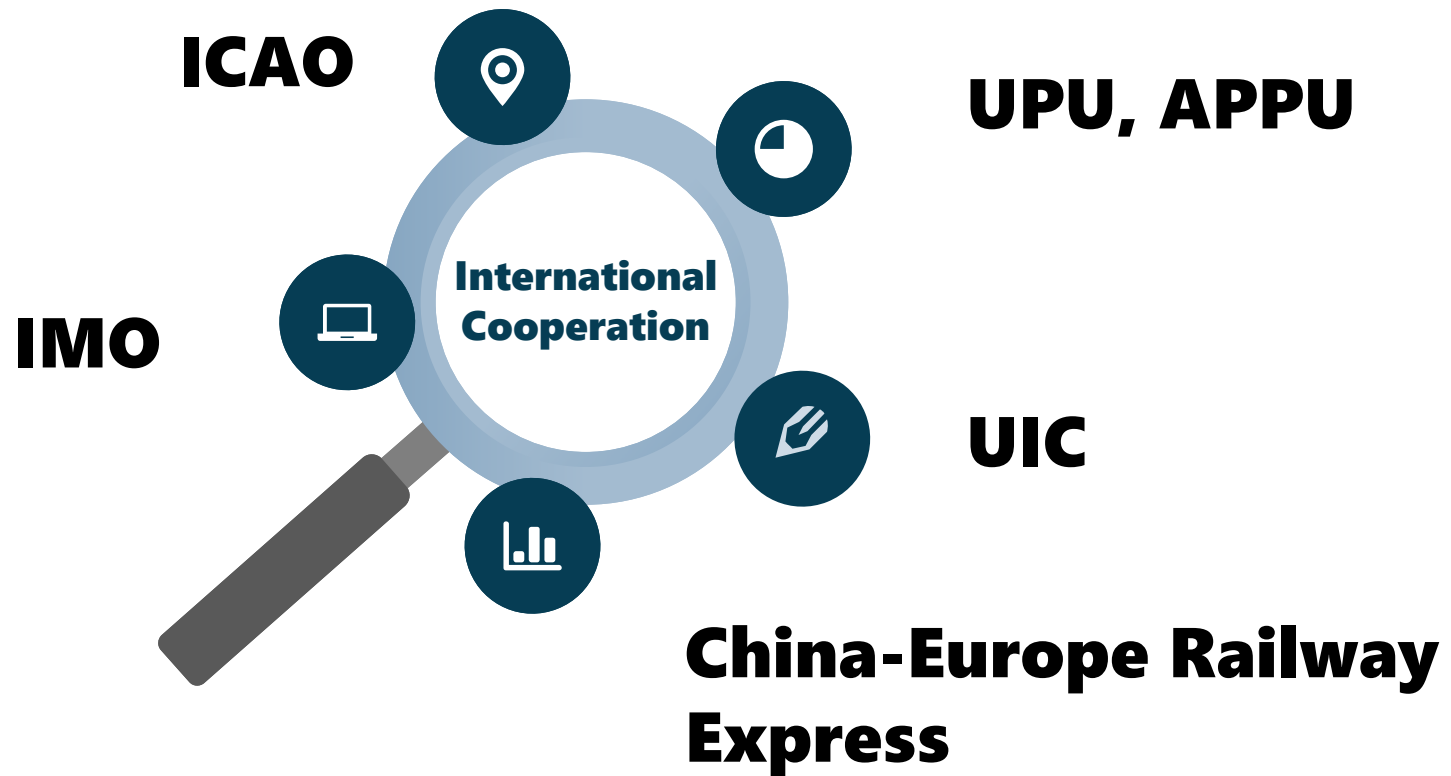 ICAO
UPU, APPU
International
Cooperation
IMO
UIC
China-Europe Railway
Express